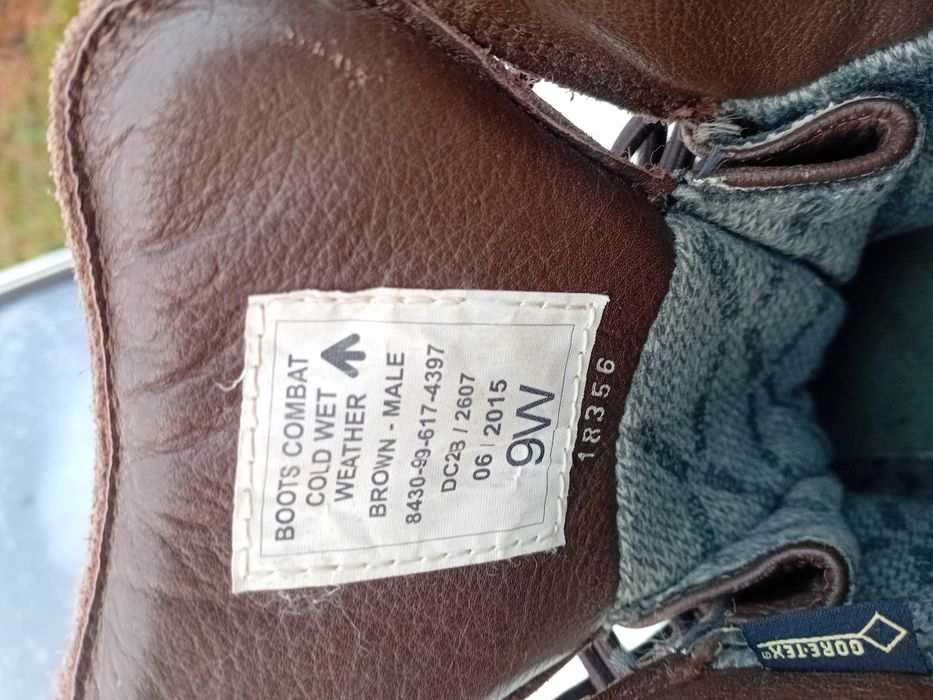 BOOTS COMBAT
COLD WET
WEATHER
BROWN - MALE
8430-99-617-4397
DC2B / 2607
06 2015
9W
18356
GORE-TEX®